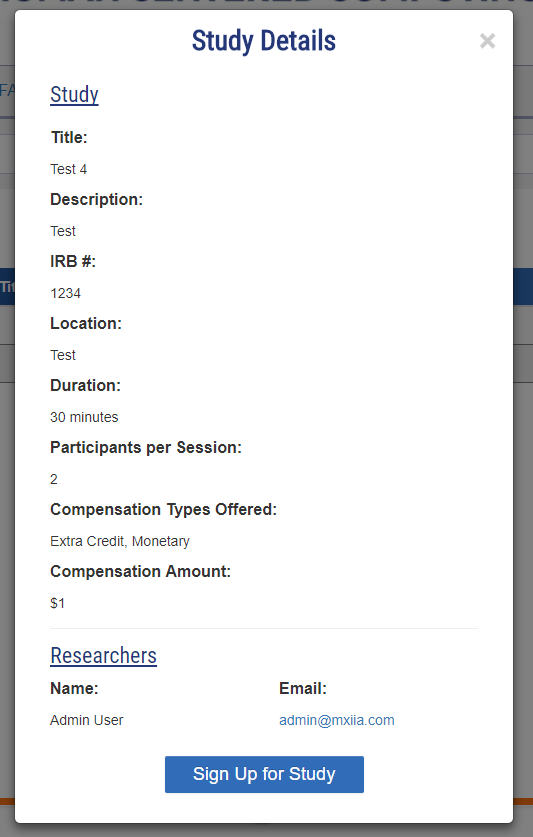 Study Details
×
Study
Title:
Test 4
Description:
Test
IRB #:
1234
Location:
Test
Duration:
30 minutes
Participants per Session:
2
Compensation Types Offered:
Extra Credit, Monetary
Compensation Amount:
$1
Researchers
Name: Email:
Admin User admin@mxiia.com
Sign Up for Study